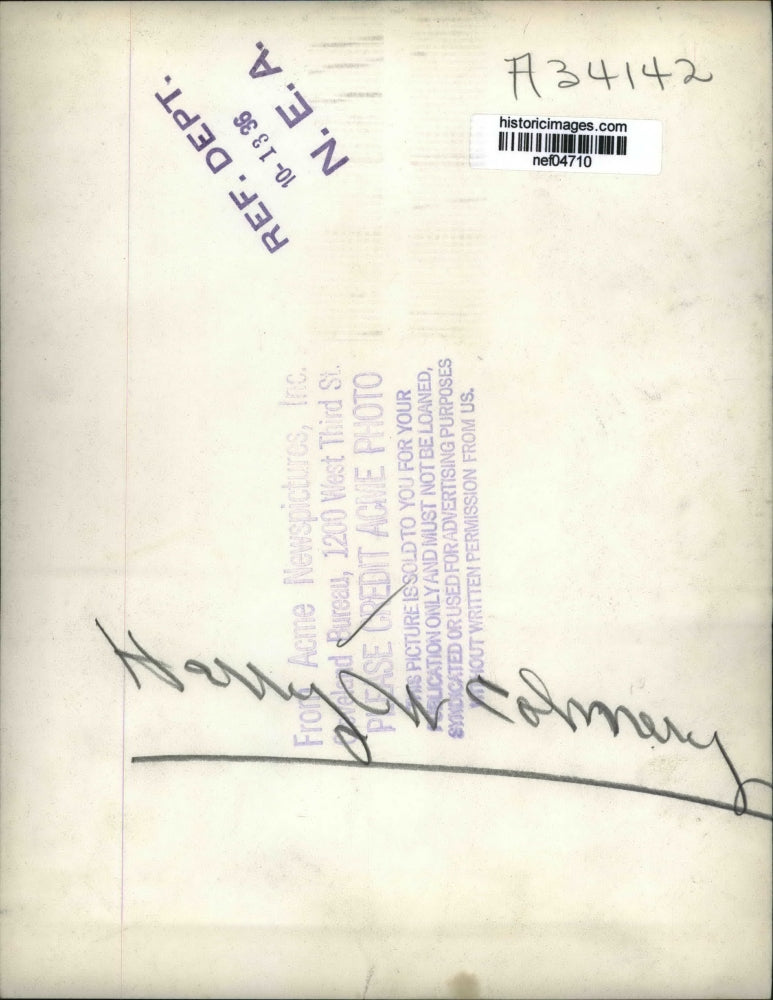 A34142
historicimages.com
nef04710
REF. DEPT.
10-13 36
N. E. A.
From Acme Newspictures, Inc.
Cleveland Bureau, 1200 West Third St.
PLEASE CREDIT ACME PHOTO
THIS PICTURE IS SOLD TO YOU FOR YOUR
PUBLICATION ONLY AND MUST NOT BE LOANED,
SYNDICATED OR USED FOR ADVERTISING PURPOSES
WITHOUT WRITTEN PERMISSION FROM US.
Harry W Colmery